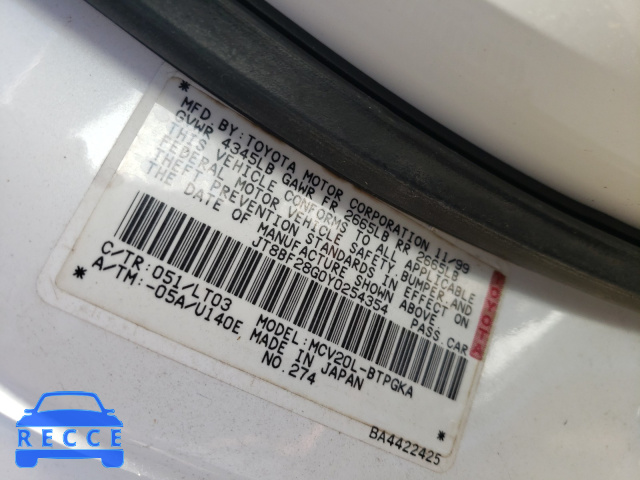 MFD BY:TOYOTA MOTOR CORPORATION 11/99
GVWR 4345LB GAWR FR 2665LB RR 2665LB
THIS VEHICLE CONFORMS TO ALL APPLICABLE
FEDERAL MOTOR VEHICLE SAFETY,BUMPER,AND
THEFT PREVENTION STANDARDS IN EFFECT ON
THE DATE OF MANUFACTURE SHOWN ABOVE.
JT8BF28G0Y0254354 PASS.CAR
C/TR:051/LT03 MODEL:MCV20L-BTPGKA
A/TM:-05A/U140E, MADE IN JAPAN
NO.274
BA4422425
RECCE